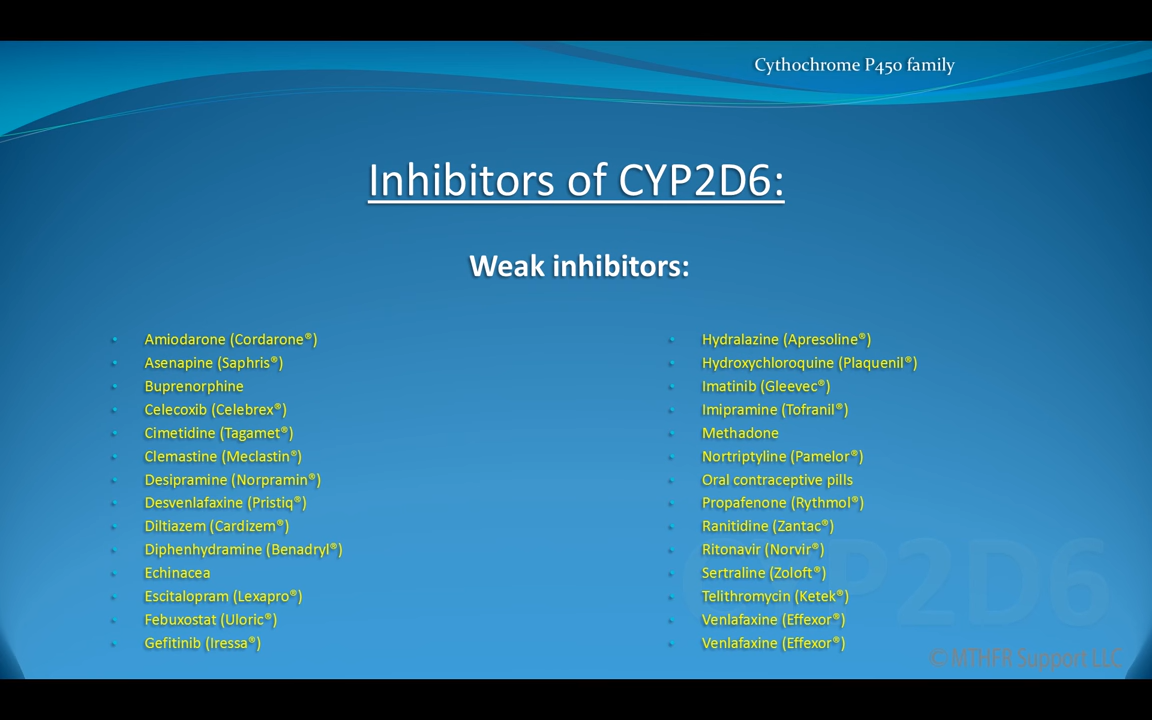 Cythochrome P450 family
Inhibitors of CYP2D6:
Weak inhibitors:
Amiodarone (Cordarone®)
Asenapine (Saphris®)
Buprenorphine
Celecoxib (Celebrex®)
Cimetidine (Tagamet®)
Clemastine (Meclastin®)
Desipramine (Norpramin®)
Desvenlafaxine (Pristiq®)
Diltiazem (Cardizem®)
Diphenhydramine (Benadryl®)
Echinacea
Escitalopram (Lexapro®)
Febuxostat (Uloric®)
Gefitinib (Iressa®)
Hydralazine (Apresoline®)
Hydroxychloroquine (Plaquenil®)
Imatinib (Gleevec®)
Imipramine (Tofranil®)
Methadone
Nortriptyline (Pamelor®)
Oral contraceptive pills
Propafenone (Rythmol®)
Ranitidine (Zantac®)
Ritonavir (Norvir®)
Sertraline (Zoloft®)
Telithromycin (Ketek®)
Venlafaxine (Effexor®)
Venlafaxine (Effexor®)
CYP2D6
© MTHFR Support LLC